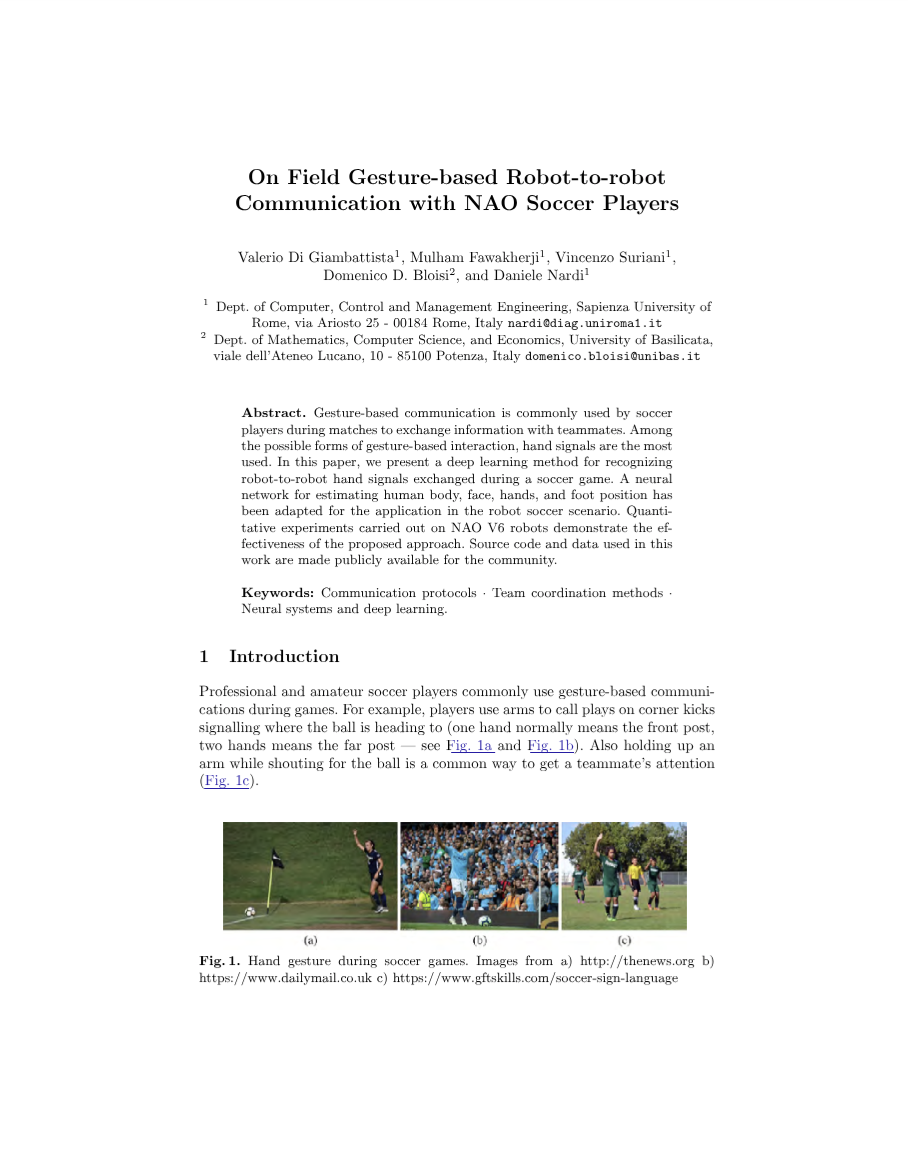 On Field Gesture-based Robot-to-robot
Communication with NAO Soccer Players
Valerio Di Giambattista1, Mulham Fawakherji1, Vincenzo Suriani1,
Domenico D. Bloisi2, and Daniele Nardi1
1 Dept. of Computer, Control and Management Engineering, Sapienza University of
Rome, via Ariosto 25 - 00184 Rome, Italy nardi@diag.uniroma1.it
2 Dept. of Mathematics, Computer Science, and Economics, University of Basilicata,
viale dell'Ateneo Lucano, 10 - 85100 Potenza, Italy domenico.bloisi@unibas.it
Abstract. Gesture-based communication is commonly used by soccer
players during matches to exchange information with teammates. Among
the possible forms of gesture-based interaction, hand signals are the most
used. In this paper, we present a deep learning method for recognizing
robot-to-robot hand signals exchanged during a soccer game. A neural
network for estimating human body, face, hands, and foot position has
been adapted for the application in the robot soccer scenario. Quanti-
tative experiments carried out on NAO V6 robots demonstrate the ef-
fectiveness of the proposed approach. Source code and data used in this
work are made publicly available for the community.
Keywords: Communication protocols · Team coordination methods ·
Neural systems and deep learning.
1 Introduction
Professional and amateur soccer players commonly use gesture-based communi-
cations during games. For example, players use arms to call plays on corner kicks
signalling where the ball is heading to (one hand normally means the front post,
two hands means the far post — see Fig. 1a and Fig. 1b). Also holding up an
arm while shouting for the ball is a common way to get a teammate's attention
(Fig. 1c).
(a) (b) (c)
Fig. 1. Hand gesture during soccer games. Images from a) http://thenews.org b)
https://www.dailymail.co.uk c) https://www.gftskills.com/soccer-sign-language